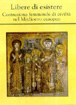 Libere di esistere
Costruzione femminile di civiltà
nel Medioevo europeo